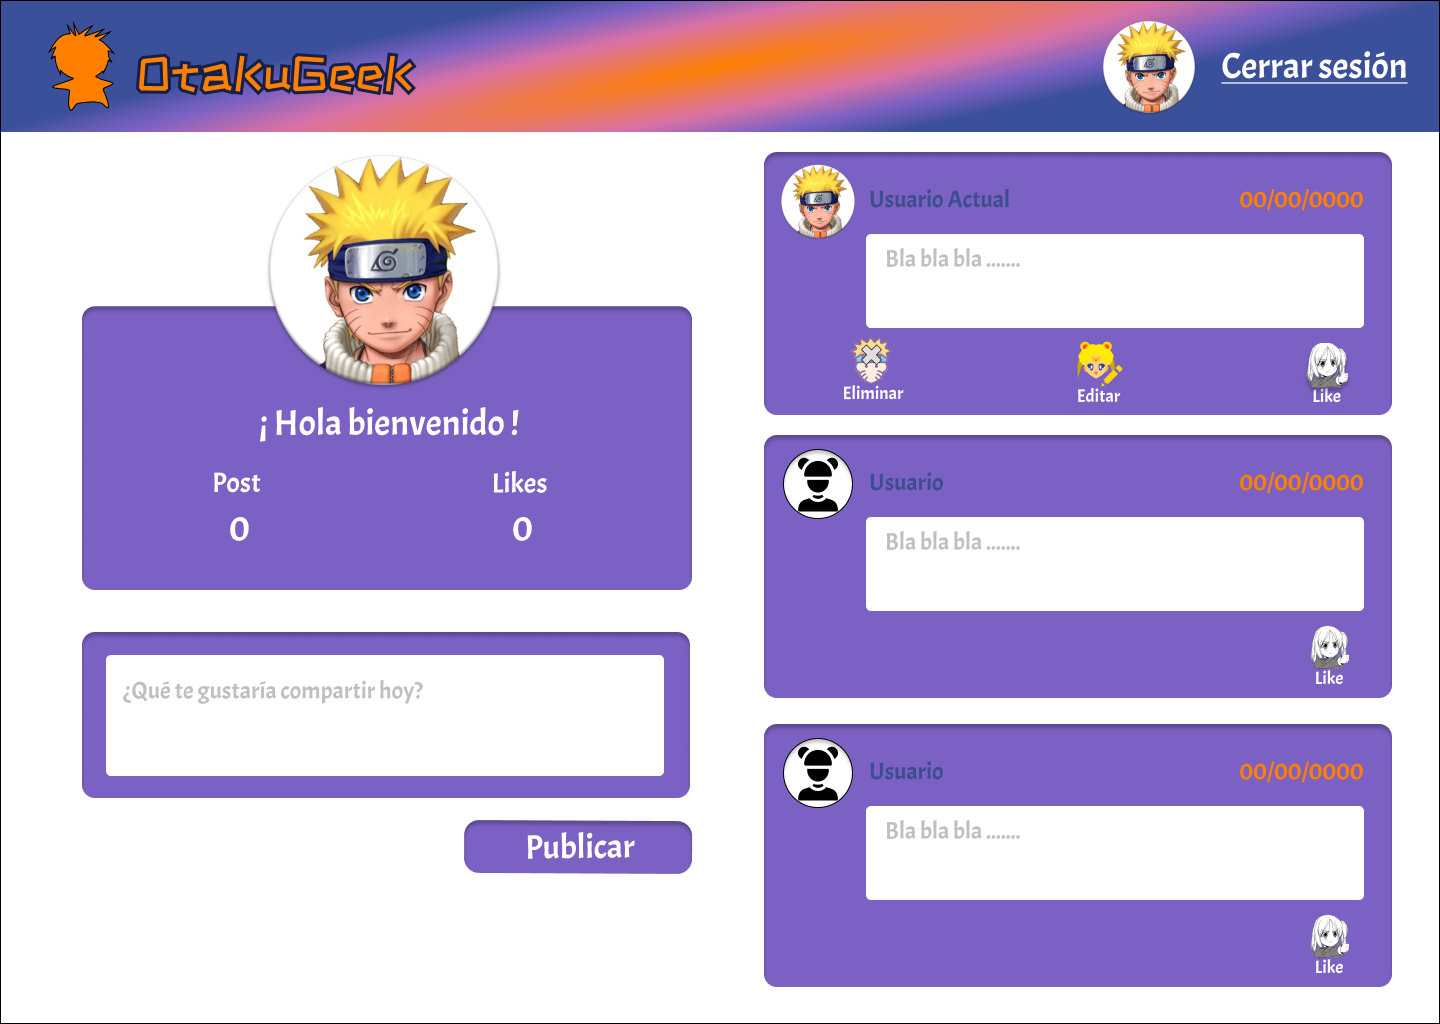 OtakuGeek
Cerrar sesión
¡ Hola bienvenido !
Post
Likes
0
0
¿Qué te gustaría compartir hoy?
Publicar
Usuario Actual
00/00/0000
Bla bla bla .......
Eliminar
Editar
Like
Usuario
00/00/0000
Bla bla bla .......
Like
Usuario
00/00/0000
Bla bla bla .......
Like